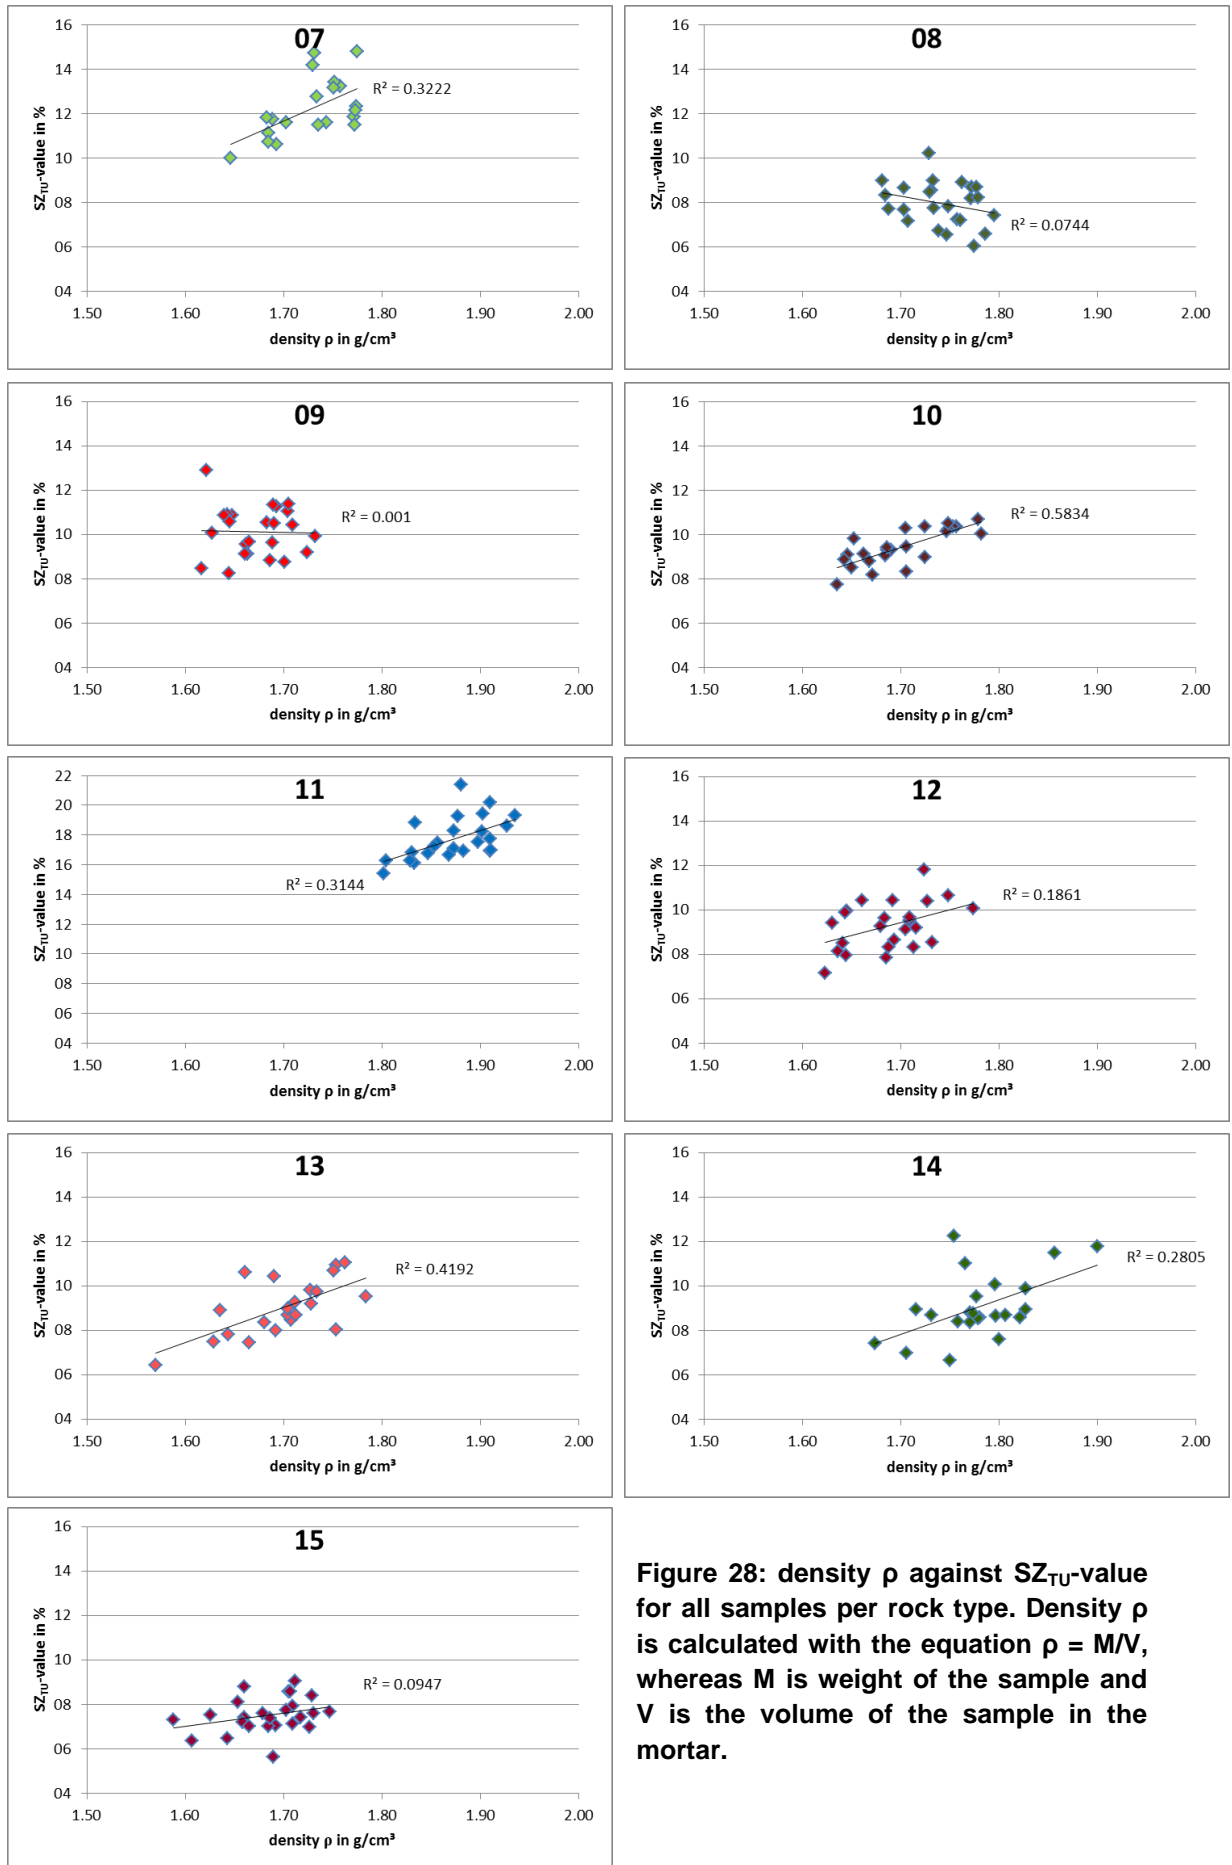 07
16
14
12
10
08
06
04
SZTU-value in %
R² = 0.3222
1.50 1.60 1.70 1.80 1.90 2.00
density ρ in g/cm³
08
16
14
12
10
08
06
04
SZTU-value in %
R² = 0.0744
1.50 1.60 1.70 1.80 1.90 2.00
density ρ in g/cm³
09
16
14
12
10
08
06
04
SZTU-value in %
R² = 0.001
1.50 1.60 1.70 1.80 1.90 2.00
density ρ in g/cm³
10
16
14
12
10
08
06
04
SZTU-value in %
R² = 0.5834
1.50 1.60 1.70 1.80 1.90 2.00
density ρ in g/cm³
11
22
20
18
16
14
12
10
08
06
04
SZTU-value in %
R² = 0.3144
1.50 1.60 1.70 1.80 1.90 2.00
density ρ in g/cm³
12
16
14
12
10
08
06
04
SZTU-value in %
R² = 0.1861
1.50 1.60 1.70 1.80 1.90 2.00
density ρ in g/cm³
13
16
14
12
10
08
06
04
SZTU-value in %
R² = 0.4192
1.50 1.60 1.70 1.80 1.90 2.00
density ρ in g/cm³
14
16
14
12
10
08
06
04
SZTU-value in %
R² = 0.2805
1.50 1.60 1.70 1.80 1.90 2.00
density ρ in g/cm³
15
16
14
12
10
08
06
04
SZTU-value in %
R² = 0.0947
1.50 1.60 1.70 1.80 1.90 2.00
density ρ in g/cm³
Figure 28: density ρ against SZTU-value
for all samples per rock type. Density ρ
is calculated with the equation ρ = M/V,
whereas M is weight of the sample and
V is the volume of the sample in the
mortar.